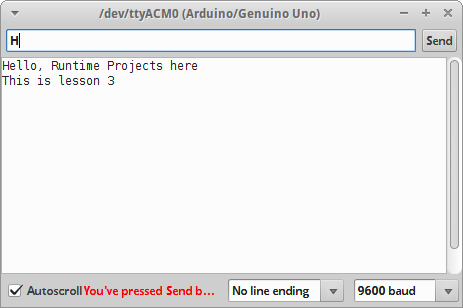 /dev/ttyACM0 (Arduino/Genuino Uno)
H
Send
Hello, Runtime Projects here
This is lesson 3
Autoscroll
You've pressed Send b...
No line ending
9600 baud